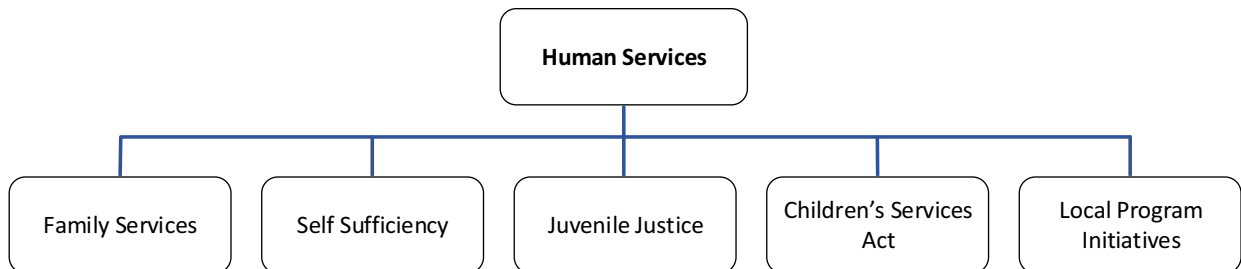 Human Services
Family Services
Self Sufficiency
Juvenile Justice
Children’s Services
Act
Local Program
Initiatives